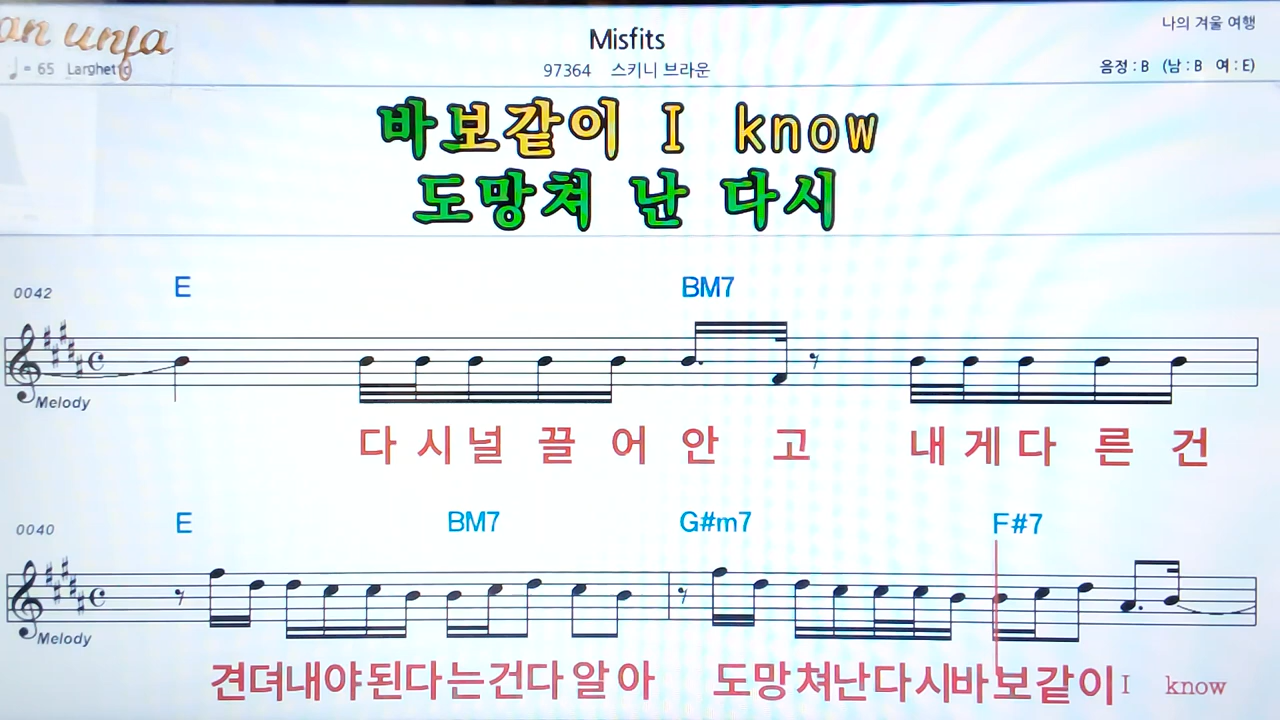 an unfa
Misfits
나의 겨울 여행
♩= 65 Larghetto
97364 스키니 브라운
음정 : B (남 : B 여 : E)
바보같이 I know
도망쳐 난 다시
0042
E BM7
Melody
다 시 널 끌 어 안 고 내 게 다 른 건
0040
E BM7 G#m7 F#7
Melody
견뎌내야된다는건다 알 아 도망쳐난다시바보같이 I know